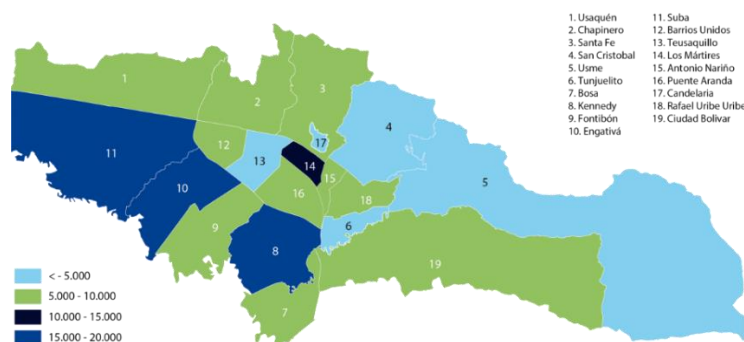 1. Usaquén
2. Chapinero
3. Santa Fe
4. San Cristobal
5. Usme
6. Tunjuelito
7. Bosa
8. Kennedy
9. Fontibón
10. Engativá
11. Suba
12. Barrios Unidos
13. Teusaquillo
14. Los Mártires
15. Antonio Nariño
16. Puente Aranda
17. Candelaria
18. Rafael Uribe Uribe
19. Ciudad Bolivar
1
2
3
4
17
12
13
14
11
15
10
16
5
18
6
9
8
19
7
< - 5.000
5.000 - 10.000
10.000 - 15.000
15.000 - 20.000